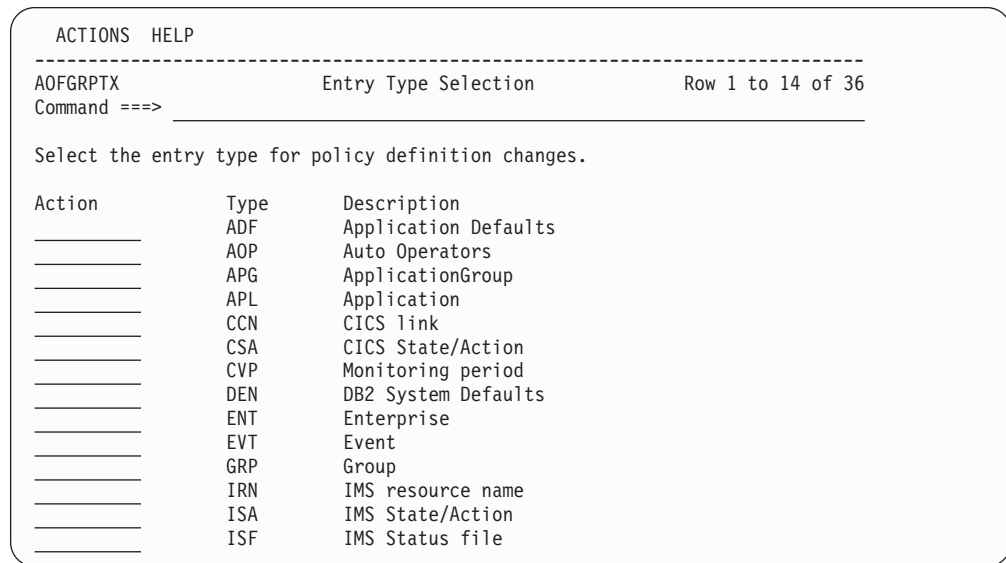 ACTIONS HELP
--------------------------------------------------------------------------------
AOFGRPTX Entry Type Selection Row 1 to 14 of 36
Command ===>
Select the entry type for policy definition changes.
Action Type Description
ADF Application Defaults
AOP Auto Operators
APG ApplicationGroup
APL Application
CCN CICS link
CSA CICS State/Action
CVP Monitoring period
DEN DB2 System Defaults
ENT Enterprise
EVT Event
GRP Group
IRN IMS resource name
ISA IMS State/Action
ISF IMS Status file